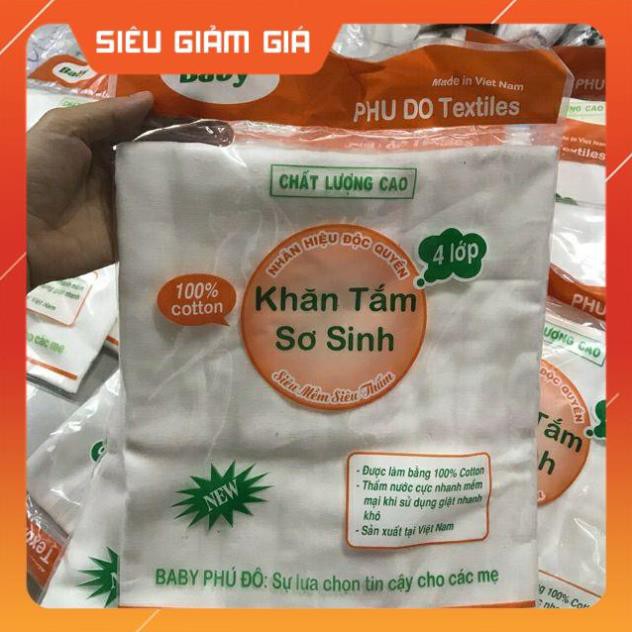 SIÊU GIẢM GIÁ
Baby
Made in Viet Nam
PHU DO Textiles
CHẤT LƯỢNG CAO
NHÃN HIỆU ĐỘC QUYỀN
4 lớp
100%
cotton
Khăn Tắm
Sơ Sinh
Siêu Mềm Siêu Thấm
NEW
- Được làm bằng 100% Cotton
- Thấm nước cực nhanh mềm
mại khi sử dụng giặt nhanh
khô
- Sản xuất tại Việt Nam
BABY PHÚ ĐÔ: Sự lưa chọn tin cậy cho các mẹ